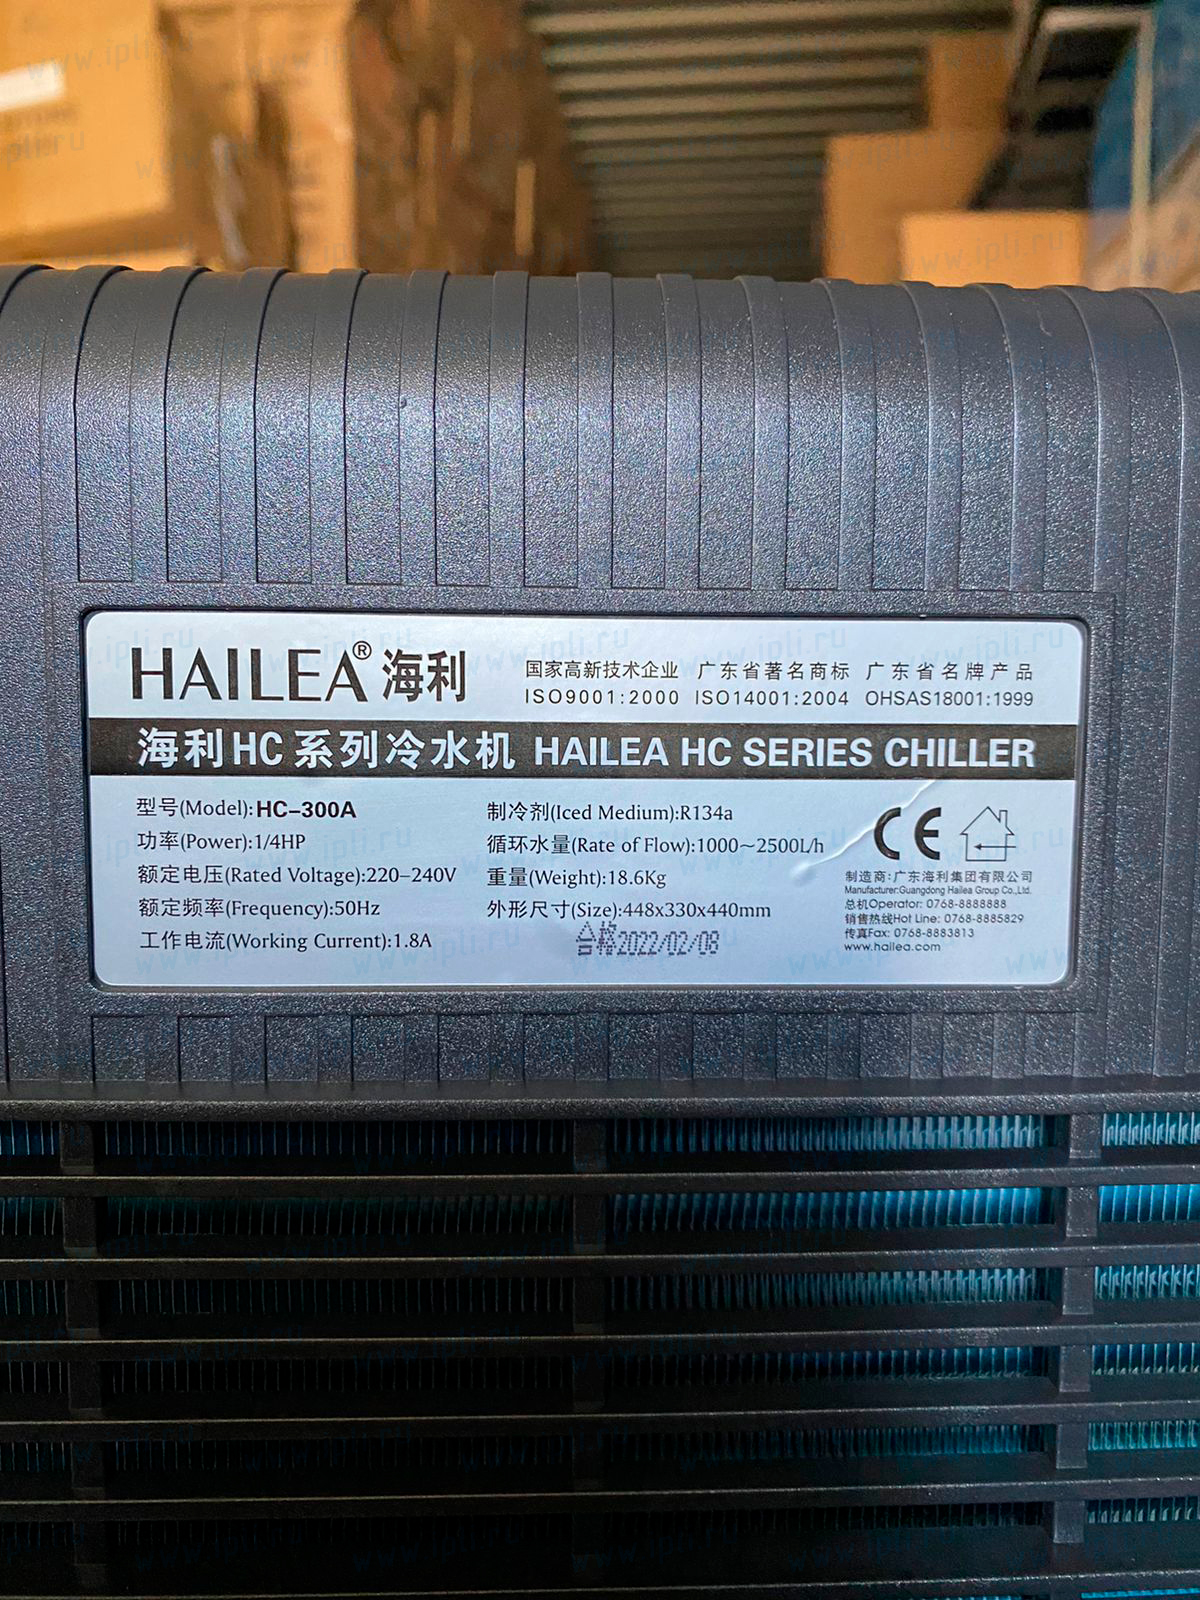 HAILEA® 海利
国家高新技术企业 广东省著名商标 广东省名牌产品
ISO9001:2000 ISO14001:2004 OHSAS18001:1999
海利HC系列冷水机 HAILEA HC SERIES CHILLER
型号(Model):HC-300A
功率(Power):1/4HP
额定电压(Rated Voltage):220-240V
额定频率(Frequency):50Hz
工作电流(Working Current):1.8A
制冷剂(Iced Medium):R134a
循环水量(Rate of Flow):1000~2500L/h
重量(Weight):18.6Kg
外形尺寸(Size):448x330x440mm
合格2022/02/08
CE
制造商:广东海利集团有限公司
Manufacturer:Guangdong Hailea Group Co.,Ltd.
总机Operator: 0768-8888888
销售热线Hot Line: 0768-8885829
传真Fax: 0768-8883813
www.hailea.com
www.ipli.ru